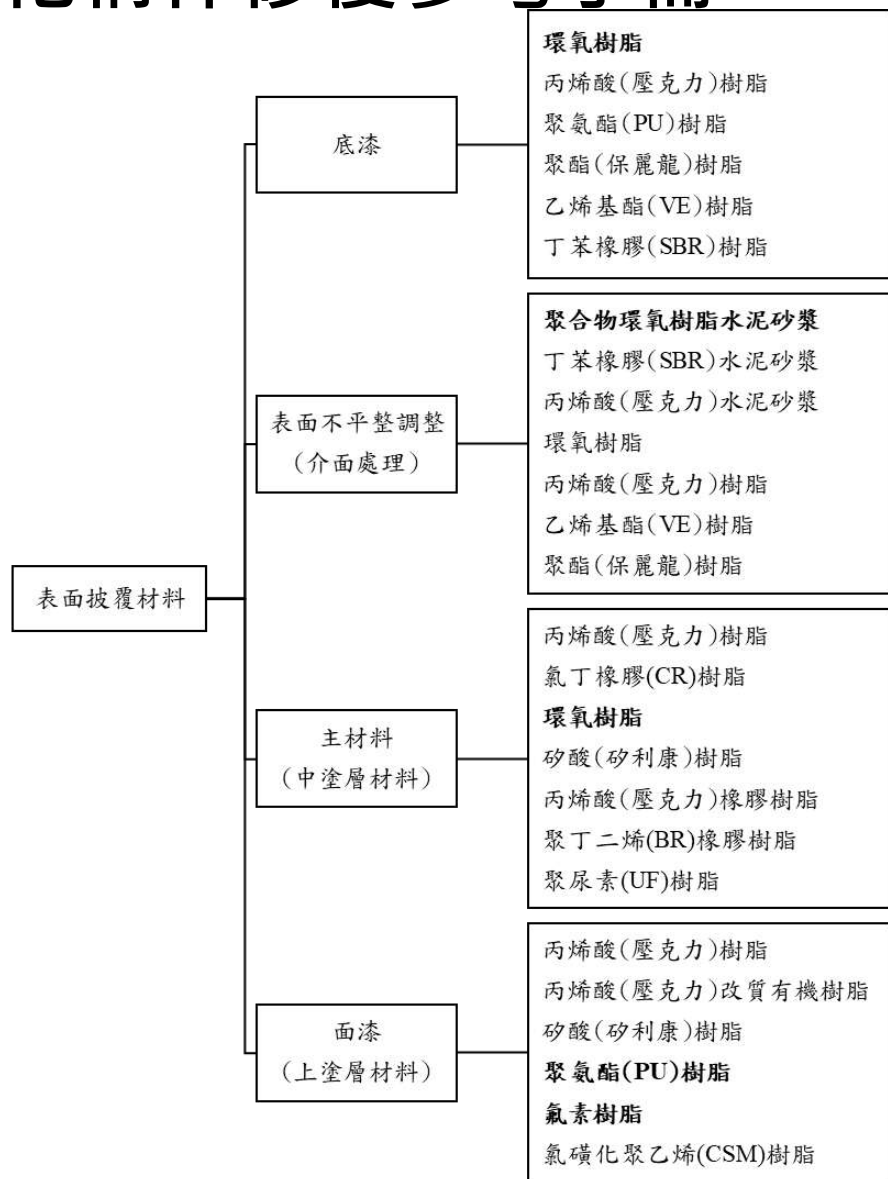 環氧樹脂
丙烯酸(壓克力)樹脂
聚氨酯(PU)樹脂
聚酯(保麗龍)樹脂
乙烯基酯(VE)樹脂
丁苯橡膠(SBR)樹脂
底漆
聚合物環氧樹脂水泥砂漿
丁苯橡膠(SBR)水泥砂漿
丙烯酸(壓克力)水泥砂漿
環氧樹脂
丙烯酸(壓克力)樹脂
乙烯基酯(VE)樹脂
聚酯(保麗龍)樹脂
表面不平整調整
(介面處理)
表面披覆材料
丙烯酸(壓克力)樹脂
氯丁橡膠(CR)樹脂
環氧樹脂
矽酸(矽利康)樹脂
丙烯酸(壓克力)橡膠樹脂
聚丁二烯(BR)橡膠樹脂
聚尿素(UF)樹脂
主材料
(中塗層材料)
丙烯酸(壓克力)樹脂
丙烯酸(壓克力)改質有機樹脂
矽酸(矽利康)樹脂
聚氨酯(PU)樹脂
氟素樹脂
氯磺化聚乙烯(CSM)樹脂
面漆
(上塗層材料)